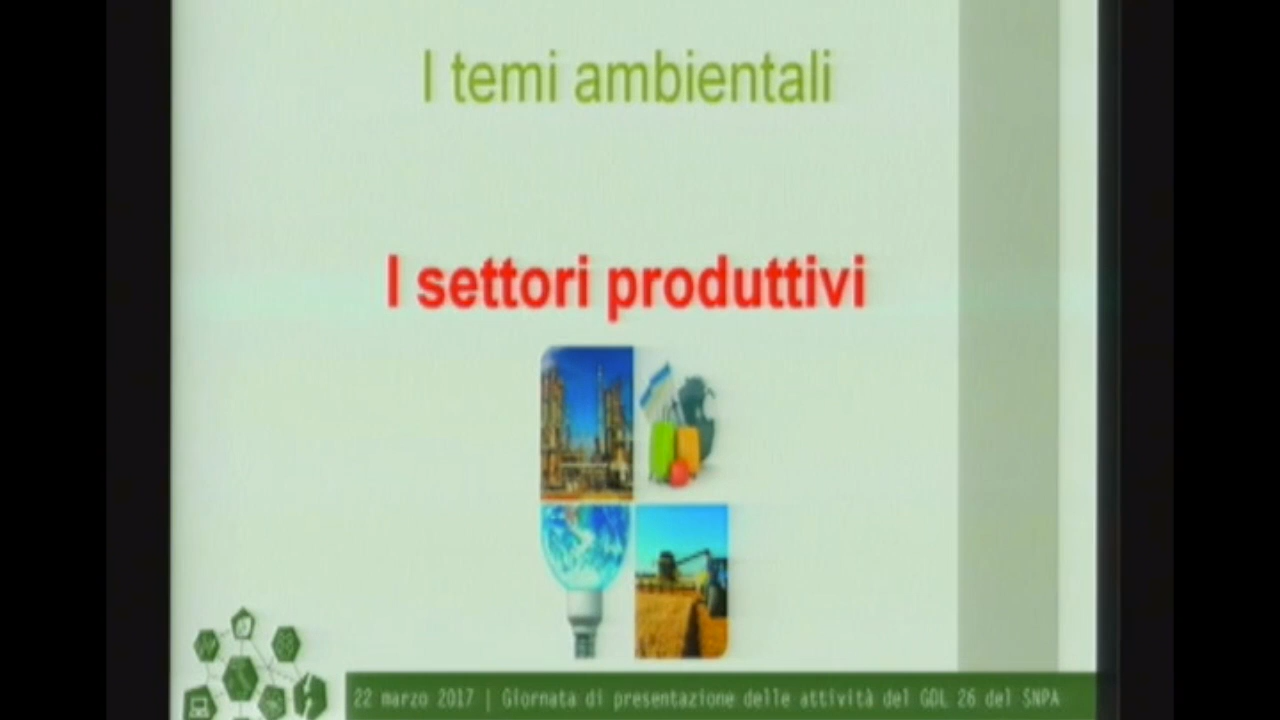 I temi ambientali
I settori produttivi
22 marzo 2017 | Giornata di presentazione delle attività del GDL 26 del SNPA